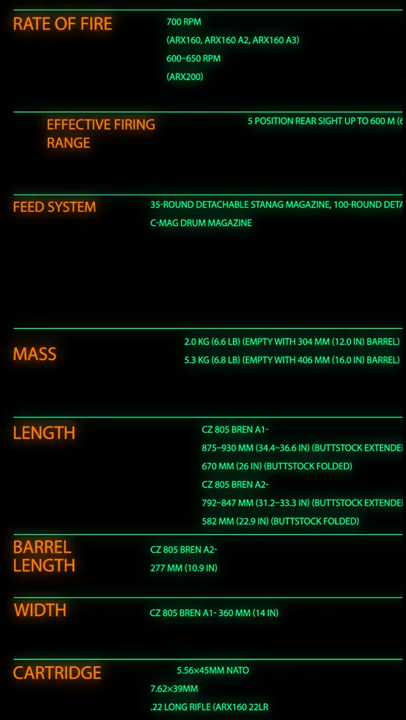 RATE OF FIRE
700 RPM
(ARX160, ARX160 A2, ARX160 A3)
600–650 RPM
(ARX200)
EFFECTIVE FIRING
RANGE
5 POSITION REAR SIGHT UP TO 600 M (6
FEED SYSTEM
35-ROUND DETACHABLE STANAG MAGAZINE, 100-ROUND DETA
C-MAG DRUM MAGAZINE
MASS
2.0 KG (6.6 LB) (EMPTY WITH 304 MM (12.0 IN) BARREL)
5.3 KG (6.8 LB) (EMPTY WITH 406 MM (16.0 IN) BARREL)
LENGTH
CZ 805 BREN A1-
875–930 MM (34.4–36.6 IN) (BUTTSTOCK EXTENDE
670 MM (26 IN) (BUTTSTOCK FOLDED)
CZ 805 BREN A2-
792–847 MM (31.2–33.3 IN) (BUTTSTOCK EXTENDE
582 MM (22.9 IN) (BUTTSTOCK FOLDED)
BARREL
LENGTH
CZ 805 BREN A2-
277 MM (10.9 IN)
WIDTH
CZ 805 BREN A1- 360 MM (14 IN)
CARTRIDGE
5.56×45MM NATO
7.62×39MM
.22 LONG RIFLE (ARX160 22LR